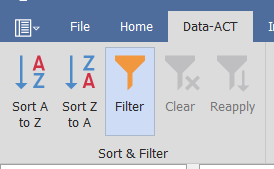 File Home Data-ACT
Sort A to Z
Sort Z to A
Filter
Clear
Reapply
Sort & Filter